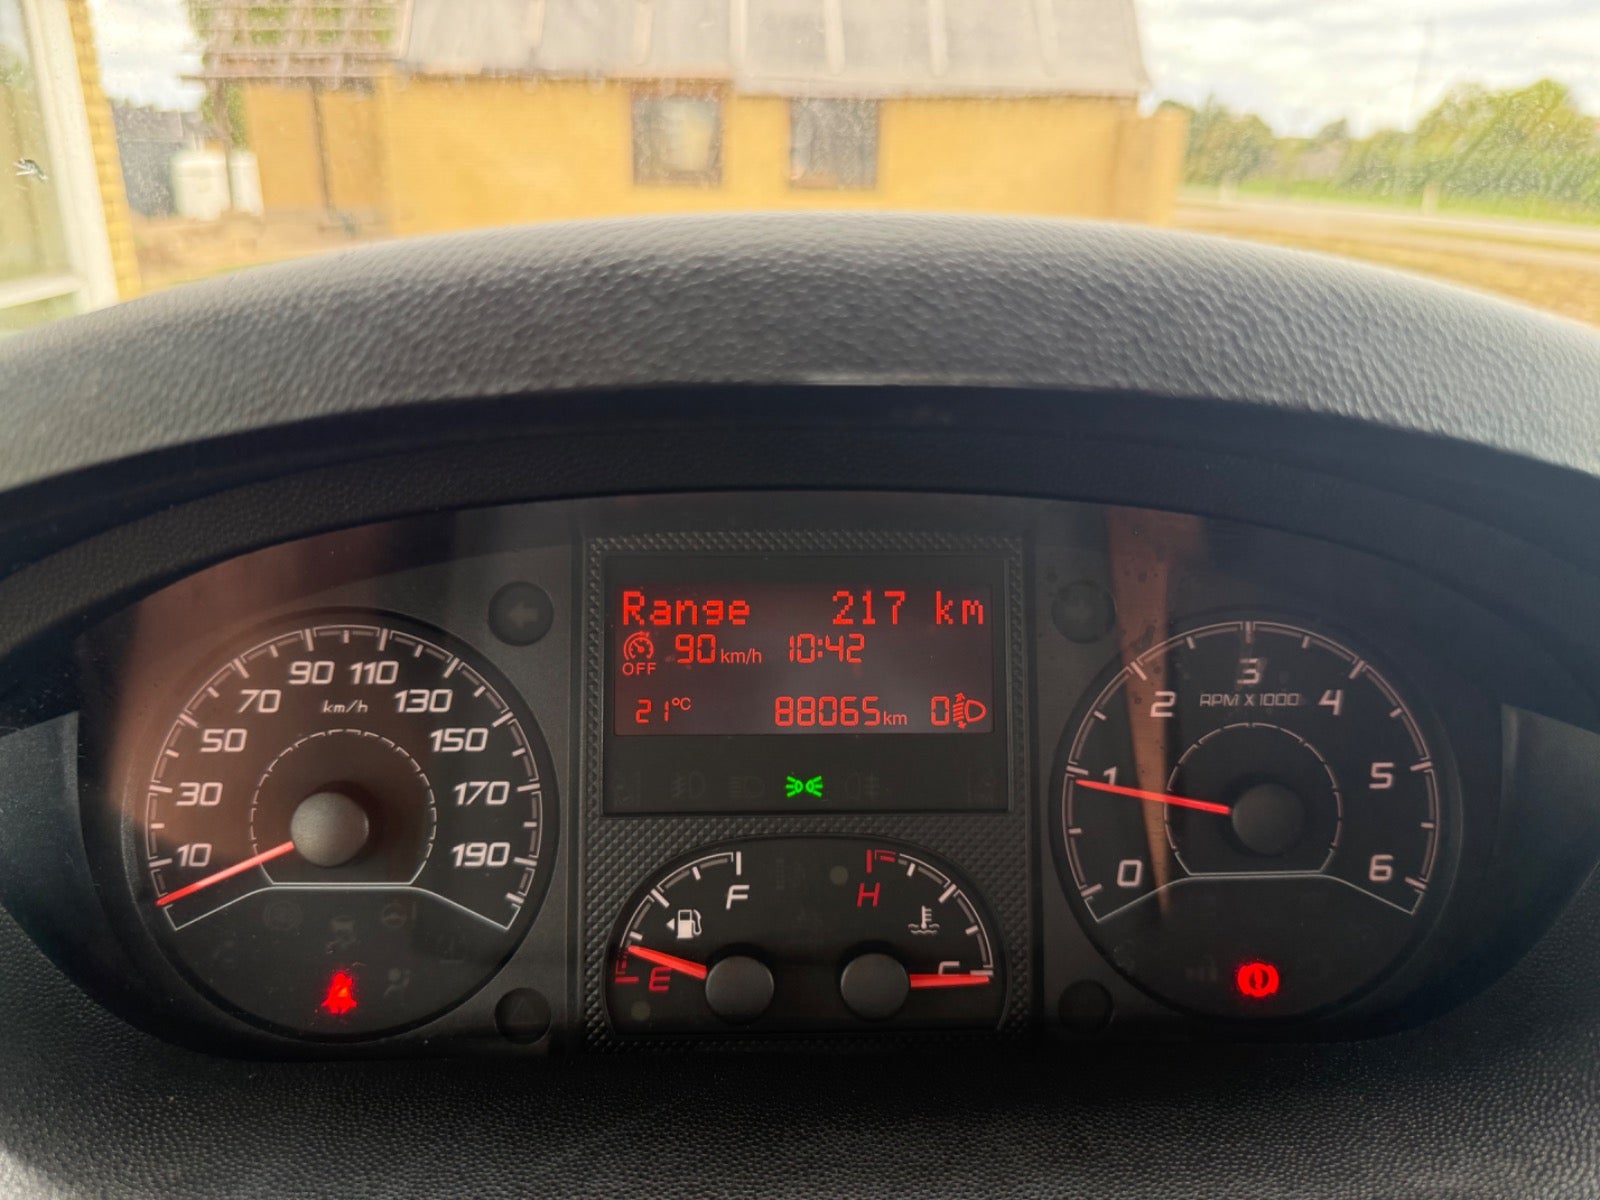 Range 217 km
OFF 90 km/h 10:42
21°C 88065 km 0
10 30 50 70 90 110 130 150 170 190
km/h
0 1 2 3 4 5 6
RPM X 1000
F
E
H
C